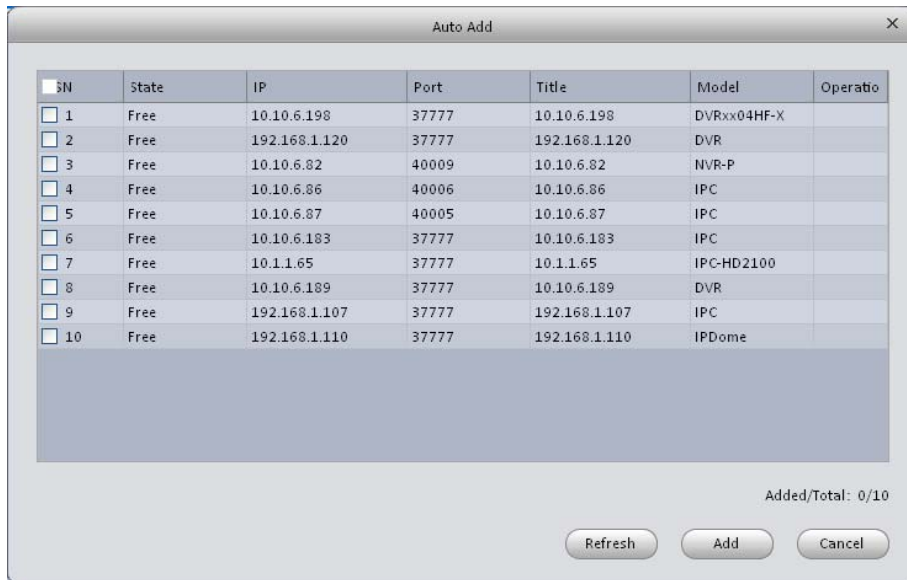 Auto Add
SN State IP Port Title Model Operatio
1 Free 10.10.6.198 37777 10.10.6.198 DVRxx04HF-X
2 Free 192.168.1.120 37777 192.168.1.120 DVR
3 Free 10.10.6.82 40009 10.10.6.82 NVR-P
4 Free 10.10.6.86 40006 10.10.6.86 IPC
5 Free 10.10.6.87 40005 10.10.6.87 IPC
6 Free 10.10.6.183 37777 10.10.6.183 IPC
7 Free 10.1.1.65 37777 10.1.1.65 IPC-HD2100
8 Free 10.10.6.189 37777 10.10.6.189 DVR
9 Free 192.168.1.107 37777 192.168.1.107 IPC
10 Free 192.168.1.110 37777 192.168.1.110 IPDome
Added/Total: 0/10
Refresh Add Cancel